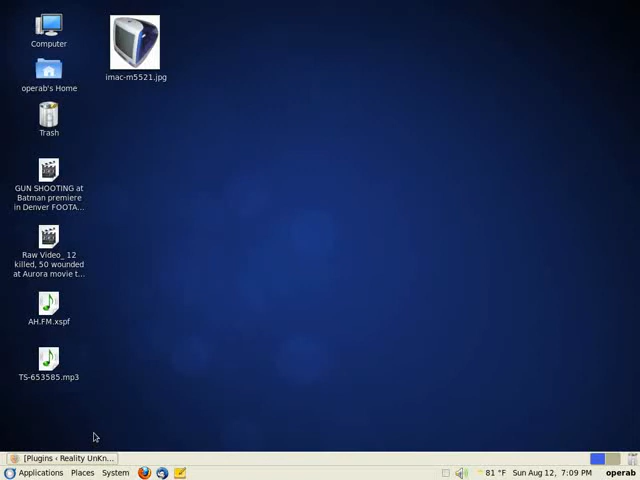 Computer
imac-m5521.jpg
operab's Home
Trash
GUN SHOOTING at
Batman premiere
in Denver FOOTA...
Raw Video_ 12
killed, 50 wounded
at Aurora movie t...
AH.FM.xspf
TS-653585.mp3
[Plugins ‹ Reality UnKn...
Applications Places System 81 °F Sun Aug 12, 7:09 PM operab